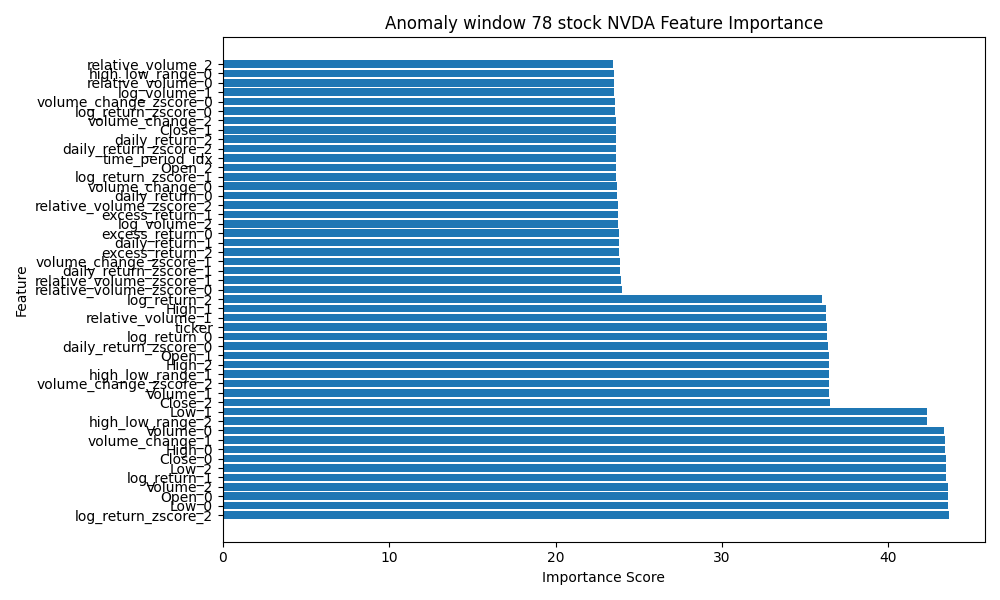 Anomaly window 78 stock NVDA Feature Importance
relative_volume_2
high_low_range_0
relative_volume_0
log_volume_1
volume_change_zscore_0
log_return_zscore_0
volume_change_2
Close_1
daily_return_2
daily_return_zscore_2
time_period_idx
Open_2
log_return_zscore_1
volume_change_0
daily_return_0
relative_volume_zscore_2
excess_return_1
log_volume_2
excess_return_0
daily_return_1
excess_return_2
volume_change_zscore_1
daily_return_zscore_1
relative_volume_zscore_1
relative_volume_zscore_0
log_return_2
High_1
relative_volume_1
ticker
log_return_0
daily_return_zscore_0
Open_1
High_2
high_low_range_1
volume_change_zscore_2
Volume_1
Close_2
Low_1
high_low_range_2
Volume_0
volume_change_1
High_0
Close_0
Low_2
log_return_1
Volume_2
Open_0
Low_0
log_return_zscore_2
Feature
0 10 20 30 40
Importance Score